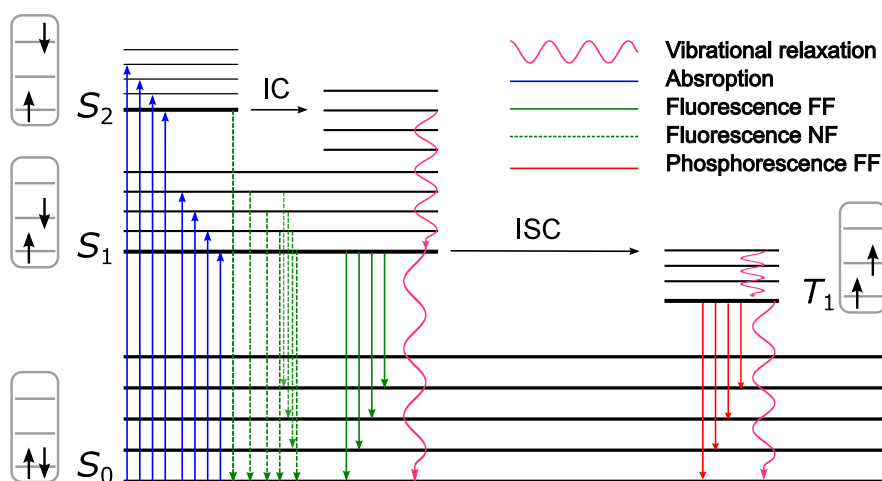 Vibrational relaxation
Absroption
Fluorescence FF
Fluorescence NF
Phosphorescence FF
S2
IC
S1
ISC
T1
S0